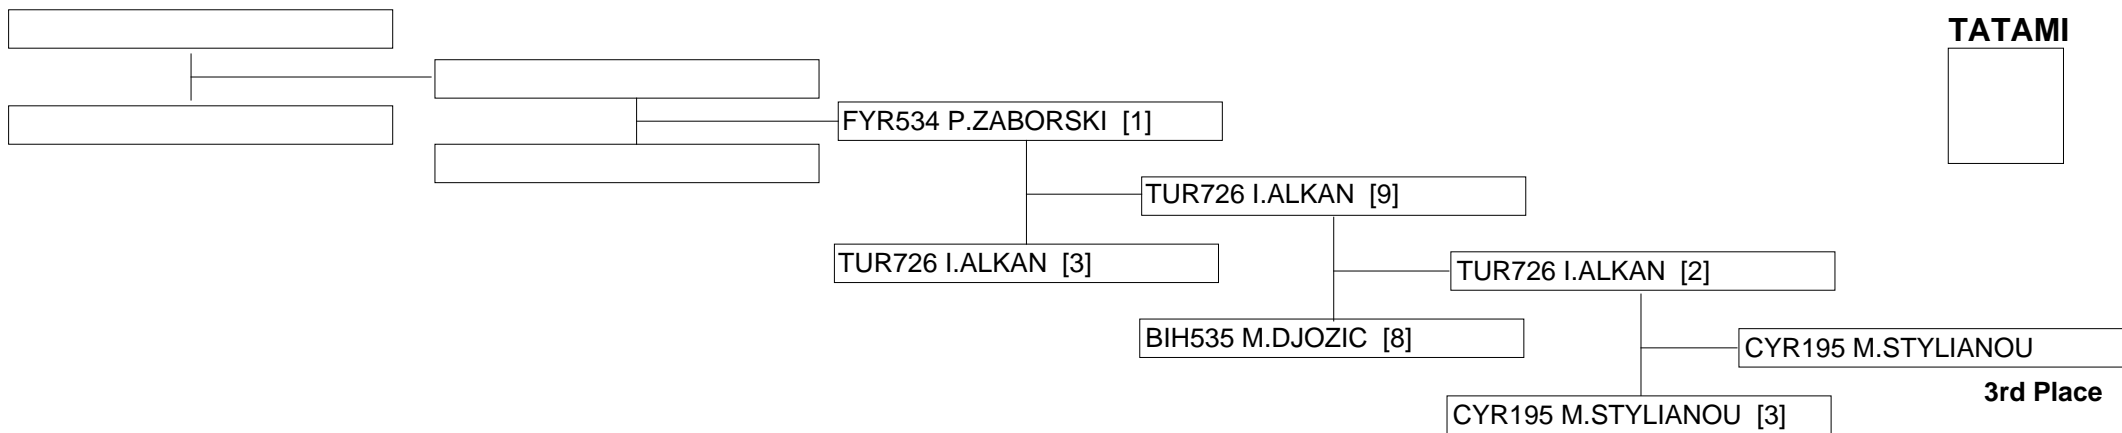 TATAMI
FYR534 P.ZABORSKI [1]
TUR726 I.ALKAN [9]
TUR726 I.ALKAN [3]
TUR726 I.ALKAN [2]
BIH535 M.DJOZIC [8]
CYR195 M.STYLIANOU
3rd Place
CYR195 M.STYLIANOU [3]